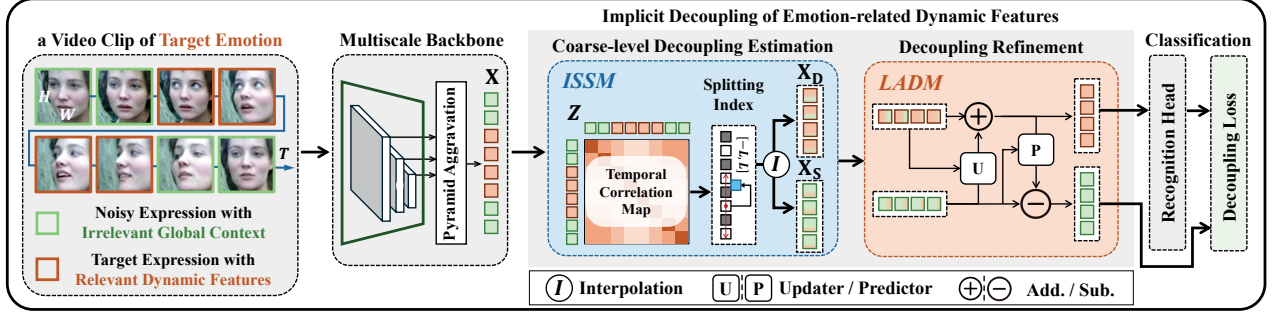 Implicit Decoupling of Emotion-related Dynamic Features
a Video Clip of Target Emotion
Multiscale Backbone
Coarse-level Decoupling Estimation
Decoupling Refinement
Classification
H
W
T
Noisy Expression with
Irrelevant Global Context
Target Expression with
Relevant Dynamic Features
Pyramid Aggravation
X
ISSM
Z
Temporal
Correlation
Map
Splitting
Index
[T⁻, T]
I
X_D
X_S
LADM
U
P
Recognition Head
Decoupling Loss
I Interpolation
U P Updater / Predictor
+ − Add. / Sub.